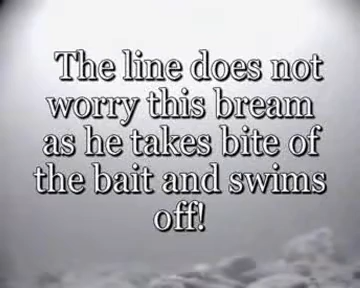 The line does not
worry this bream
as he takes bite of
the bait and swims
off!